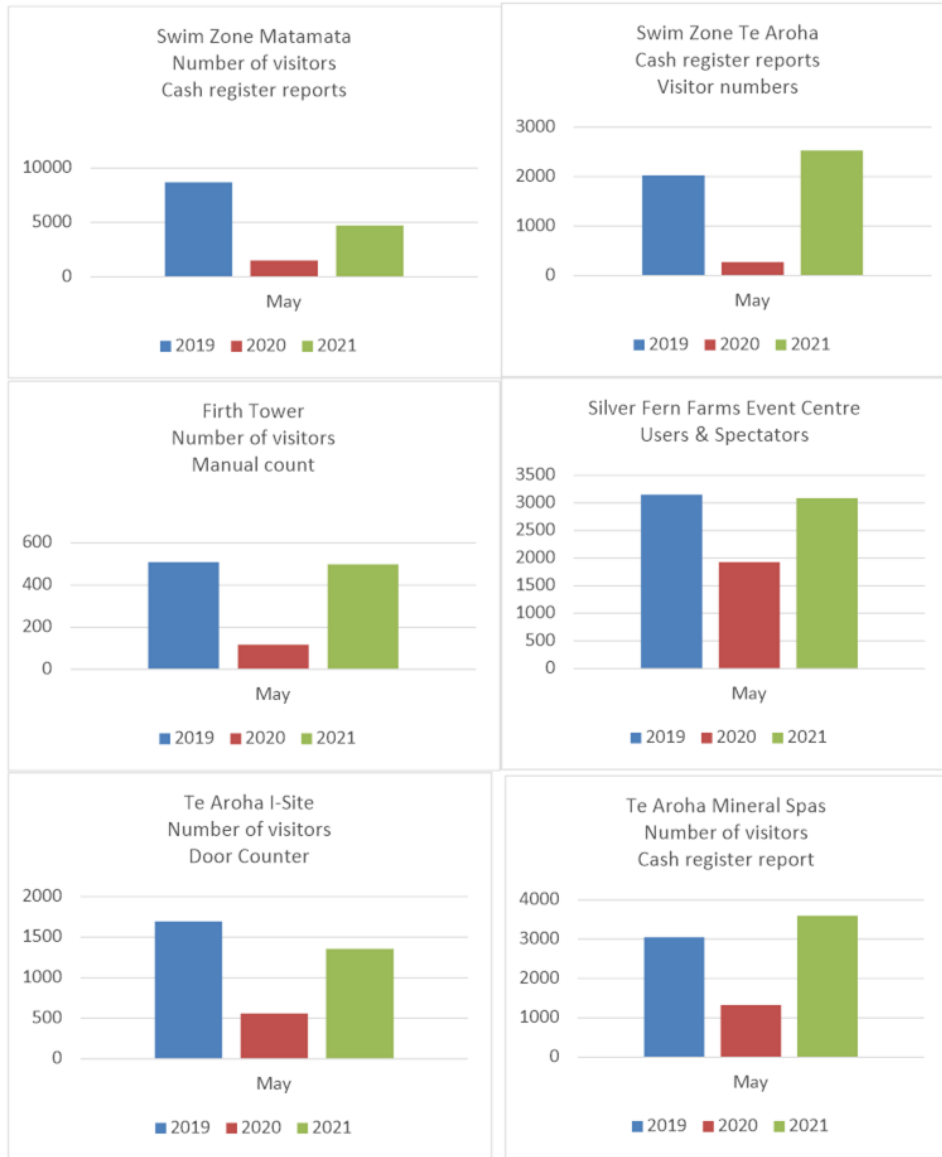 Swim Zone Matamata
Number of visitors
Cash register reports
10000
5000
0
May
2019 2020 2021
Swim Zone Te Aroha
Cash register reports
Visitor numbers
3000
2000
1000
0
May
2019 2020 2021
Firth Tower
Number of visitors
Manual count
600
400
200
0
May
2019 2020 2021
Silver Fern Farms Event Centre
Users & Spectators
3500
3000
2500
2000
1500
1000
500
0
May
2019 2020 2021
Te Aroha I-Site
Number of visitors
Door Counter
2000
1500
1000
500
0
May
2019 2020 2021
Te Aroha Mineral Spas
Number of visitors
Cash register report
4000
3000
2000
1000
0
May
2019 2020 2021